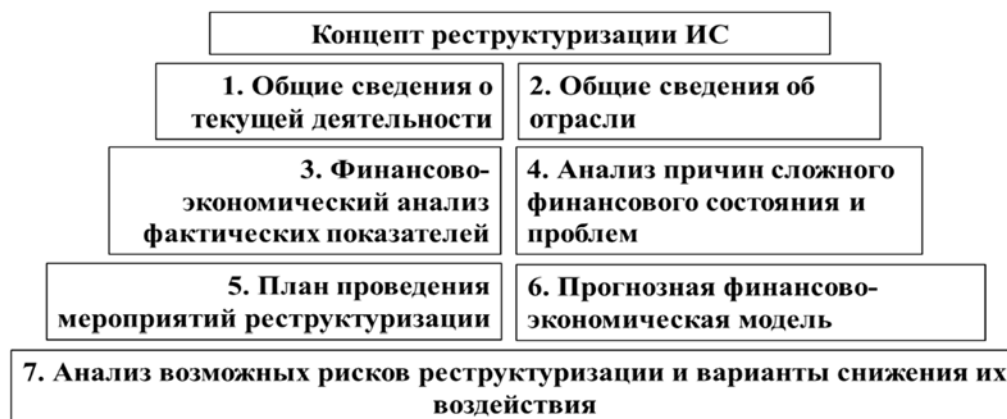 Концепт реструктуризации ИС
1. Общие сведения о
текущей деятельности
2. Общие сведения об
отрасли
3. Финансово-
экономический анализ
фактических показателей
4. Анализ причин сложного
финансового состояния и
проблем
5. План проведения
мероприятий реструктуризации
6. Прогнозная финансово-
экономическая модель
7. Анализ возможных рисков реструктуризации и варианты снижения их
воздействия